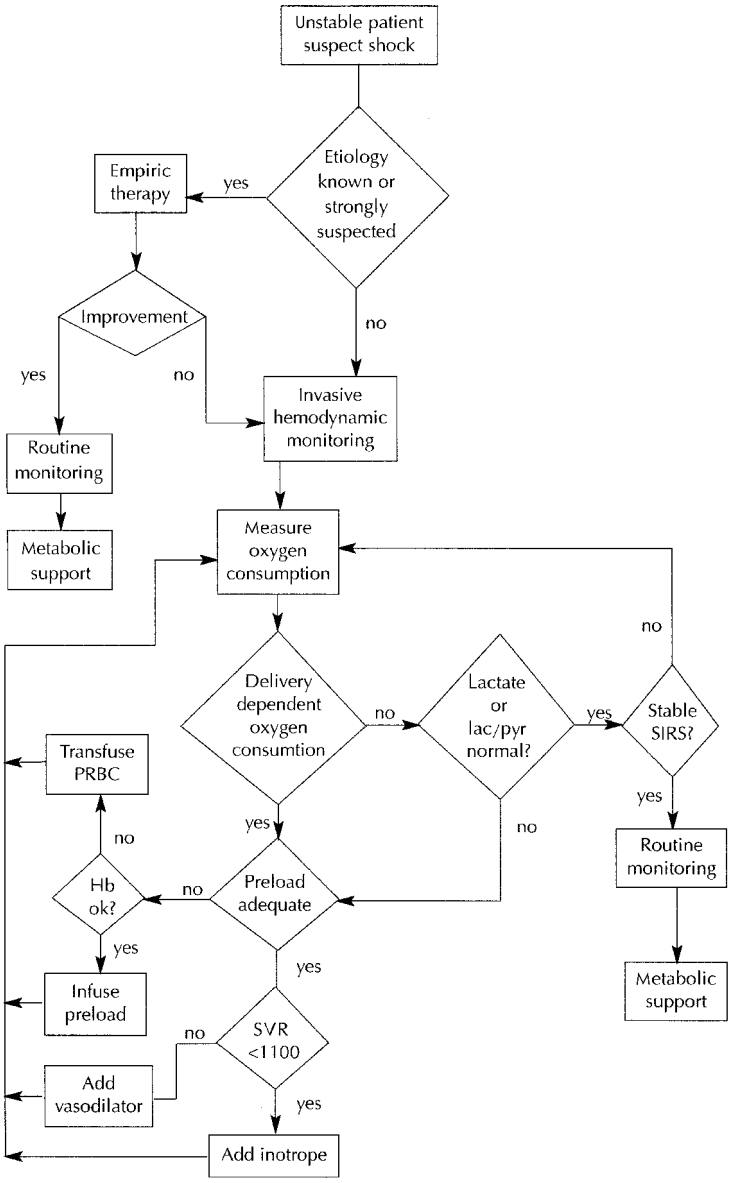 Unstable patient
suspect shock
Etiology
known or
strongly
suspected
yes
Empiric
therapy
no
Improvement
yes
no
Invasive
hemodynamic
monitoring
Routine
monitoring
Metabolic
support
Measure
oxygen
consumption
no
Delivery
dependent
oxygen
consumtion
no
Lactate
or
lac/pyr
normal?
yes
Stable
SIRS?
Transfuse
PRBC
yes
yes
no
no
Routine
monitoring
Hb
ok?
no
Preload
adequate
yes
yes
Infuse
preload
Metabolic
support
no
SVR
<1100
Add
vasodilator
yes
Add inotrope